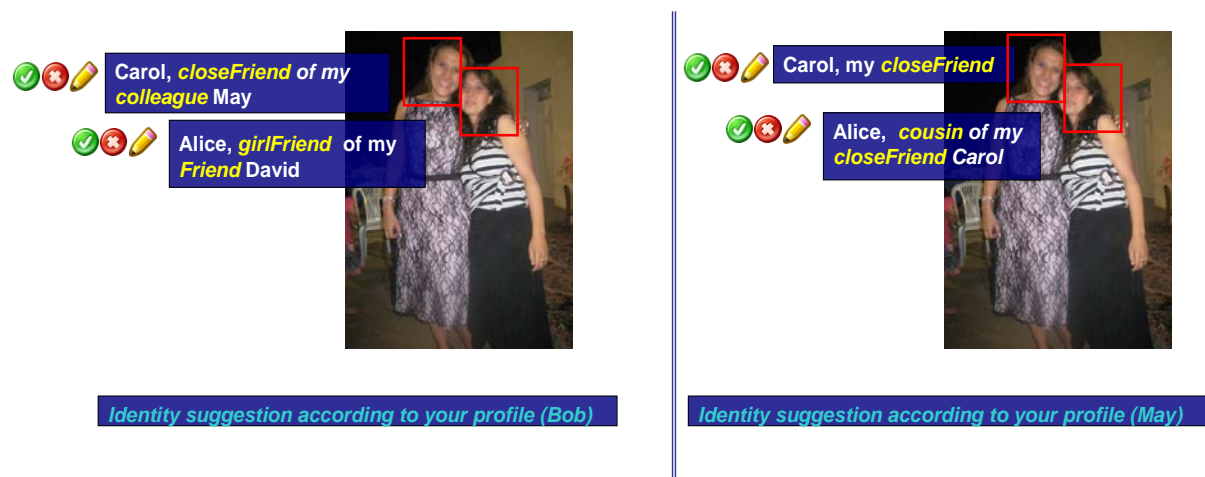 Carol, closeFriend of my
colleague May
Alice, girlFriend of my
Friend David
Identity suggestion according to your profile (Bob)
Carol, my closeFriend
Alice, cousin of my
closeFriend Carol
Identity suggestion according to your profile (May)